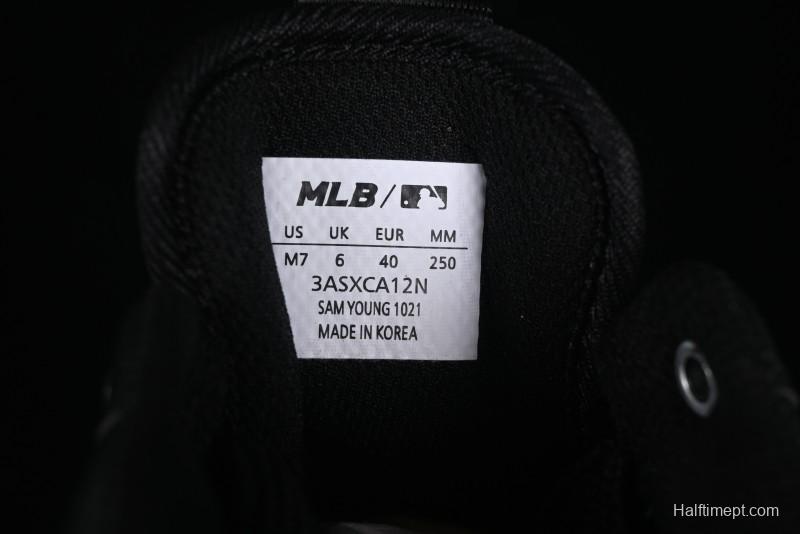 MLB /
US UK EUR MM
M7 6 40 250
3ASXCA12N
SAM YOUNG 1021
MADE IN KOREA
Halftimept.com